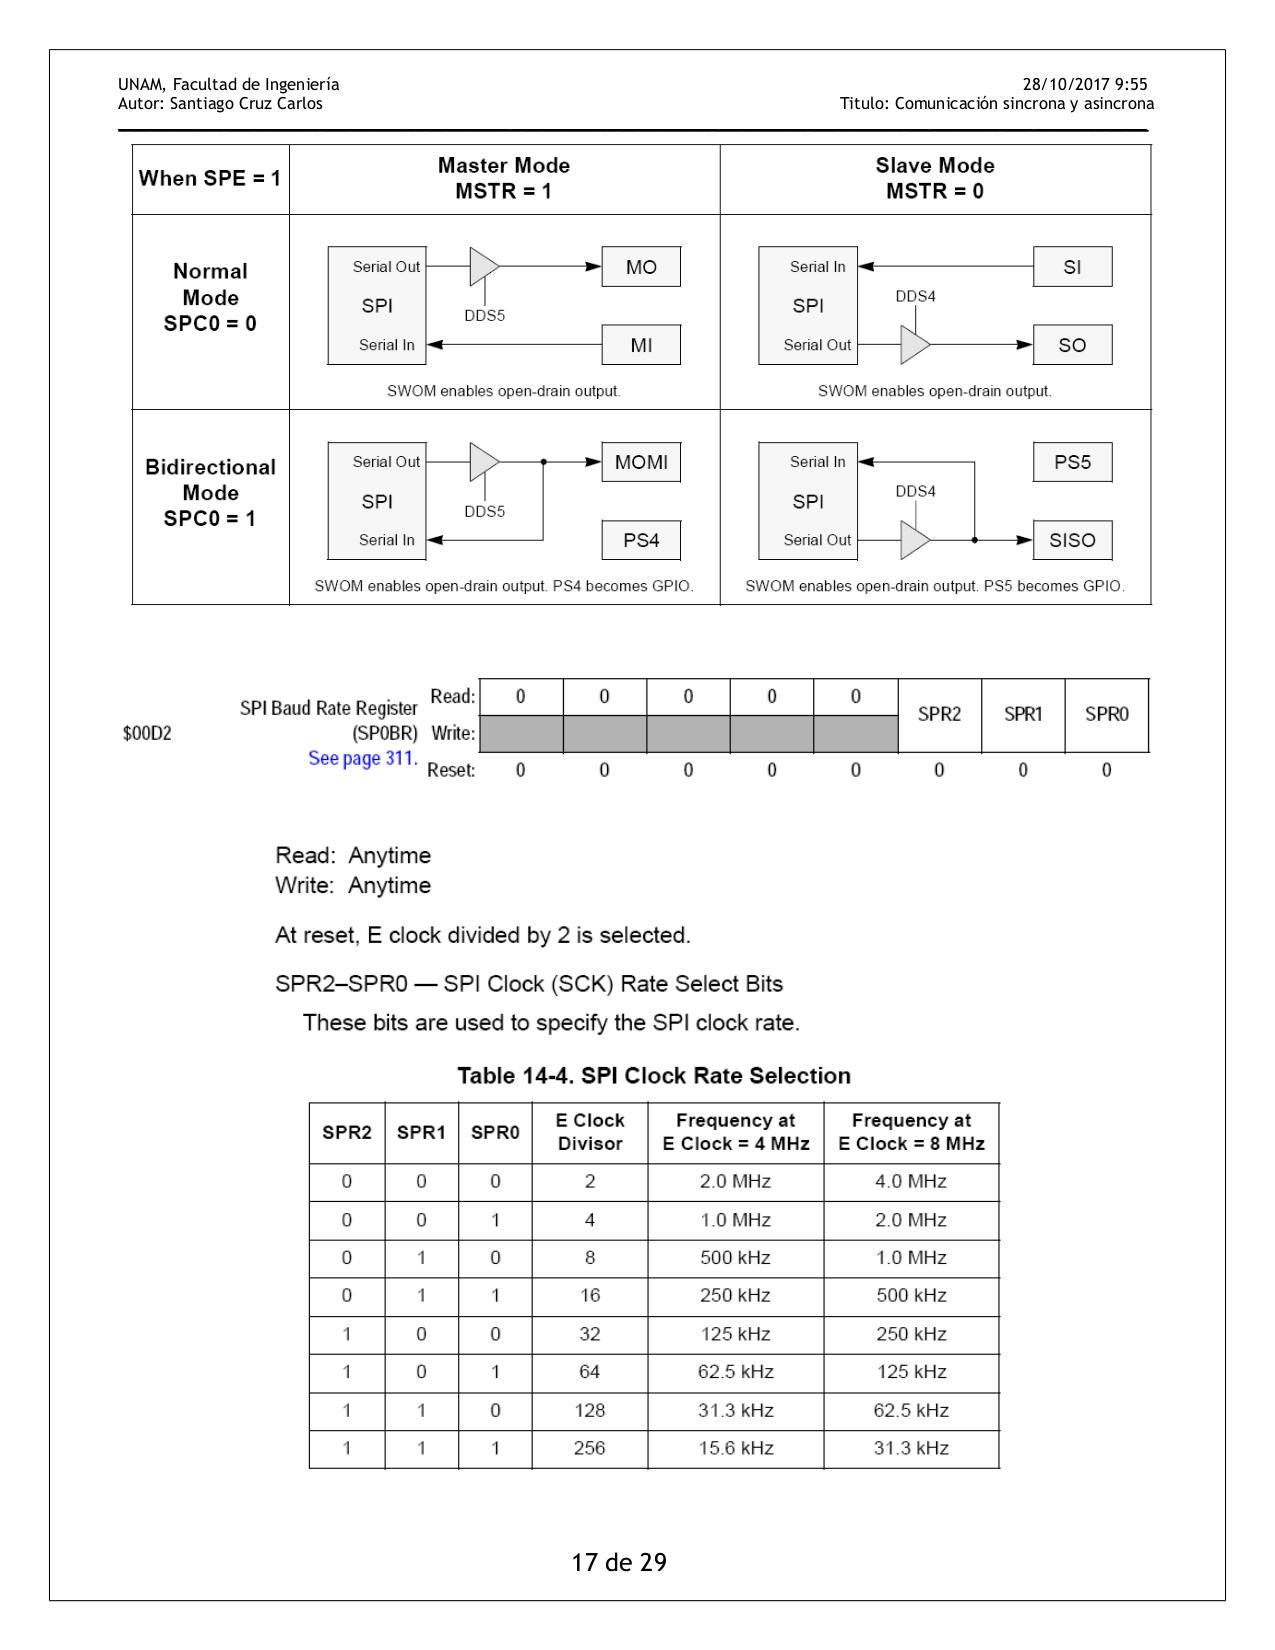 UNAM, Facultad de Ingeniería 28/10/2017 9:55
Autor: Santiago Cruz Carlos Titulo: Comunicación sincrona y asincrona
When SPE = 1
Master Mode
MSTR = 1
Slave Mode
MSTR = 0
Normal
Mode
SPC0 = 0
Serial Out
SPI
Serial In
DDS5
MO
MI
SWOM enables open-drain output.
Serial In
SPI
Serial Out
DDS4
SI
SO
SWOM enables open-drain output.
Bidirectional
Mode
SPC0 = 1
Serial Out
SPI
Serial In
DDS5
MOMI
PS4
SWOM enables open-drain output. PS4 becomes GPIO.
Serial In
SPI
Serial Out
DDS4
PS5
SISO
SWOM enables open-drain output. PS5 becomes GPIO.
$00D2
SPI Baud Rate Register
(SP0BR)
See page 311.
Read: 0 0 0 0 0 SPR2 SPR1 SPR0
Write:
Reset: 0 0 0 0 0 0 0 0
Read: Anytime
Write: Anytime
At reset, E clock divided by 2 is selected.
SPR2–SPR0 — SPI Clock (SCK) Rate Select Bits
These bits are used to specify the SPI clock rate.
Table 14-4. SPI Clock Rate Selection
SPR2 SPR1 SPR0 E Clock Divisor Frequency at E Clock = 4 MHz Frequency at E Clock = 8 MHz
0 0 0 2 2.0 MHz 4.0 MHz
0 0 1 4 1.0 MHz 2.0 MHz
0 1 0 8 500 kHz 1.0 MHz
0 1 1 16 250 kHz 500 kHz
1 0 0 32 125 kHz 250 kHz
1 0 1 64 62.5 kHz 125 kHz
1 1 0 128 31.3 kHz 62.5 kHz
1 1 1 256 15.6 kHz 31.3 kHz
17 de 29